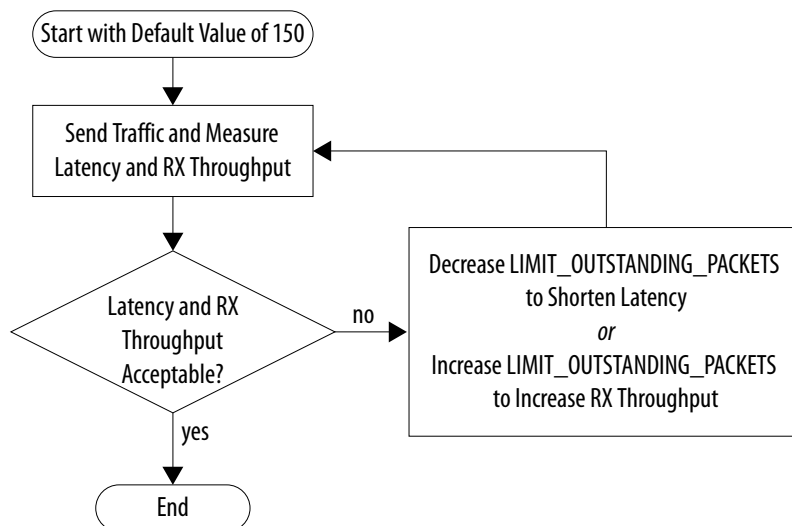 Start with Default Value of 150
Send Traffic and Measure
Latency and RX Throughput
Latency and RX
Throughput
Acceptable?
no
Decrease LIMIT_OUTSTANDING_PACKETS
to Shorten Latency
or
Increase LIMIT_OUTSTANDING_PACKETS
to Increase RX Throughput
yes
End